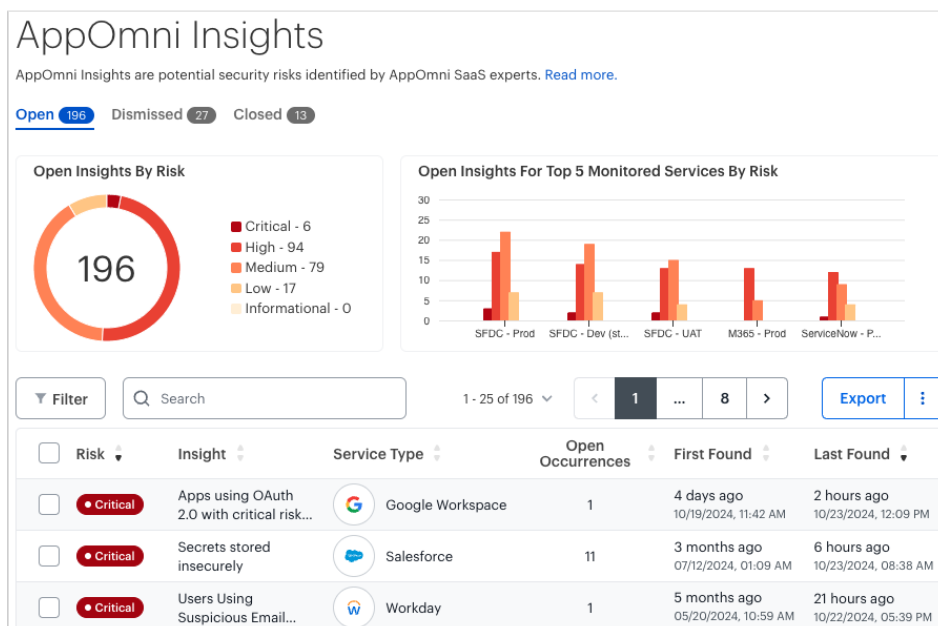 AppOmni Insights
AppOmni Insights are potential security risks identified by AppOmni SaaS experts. Read more.
Open 196 Dismissed 27 Closed 13
Open Insights By Risk
196
Critical - 6
High - 94
Medium - 79
Low - 17
Informational - 0
Open Insights For Top 5 Monitored Services By Risk
30
25
20
15
10
5
0
SFDC - Prod SFDC - Dev (st... SFDC - UAT M365 - Prod ServiceNow - P...
Filter Search 1 - 25 of 196 < 1 ... 8 > Export
Risk Insight Service Type Open Occurrences First Found Last Found
Critical Apps using OAuth 2.0 with critical risk... Google Workspace 1 4 days ago 10/19/2024, 11:42 AM 2 hours ago 10/23/2024, 12:09 PM
Critical Secrets stored insecurely Salesforce 11 3 months ago 07/12/2024, 01:09 AM 6 hours ago 10/23/2024, 08:38 AM
Critical Users Using Suspicious Email... Workday 1 5 months ago 05/20/2024, 10:59 AM 21 hours ago 10/22/2024, 05:39 PM